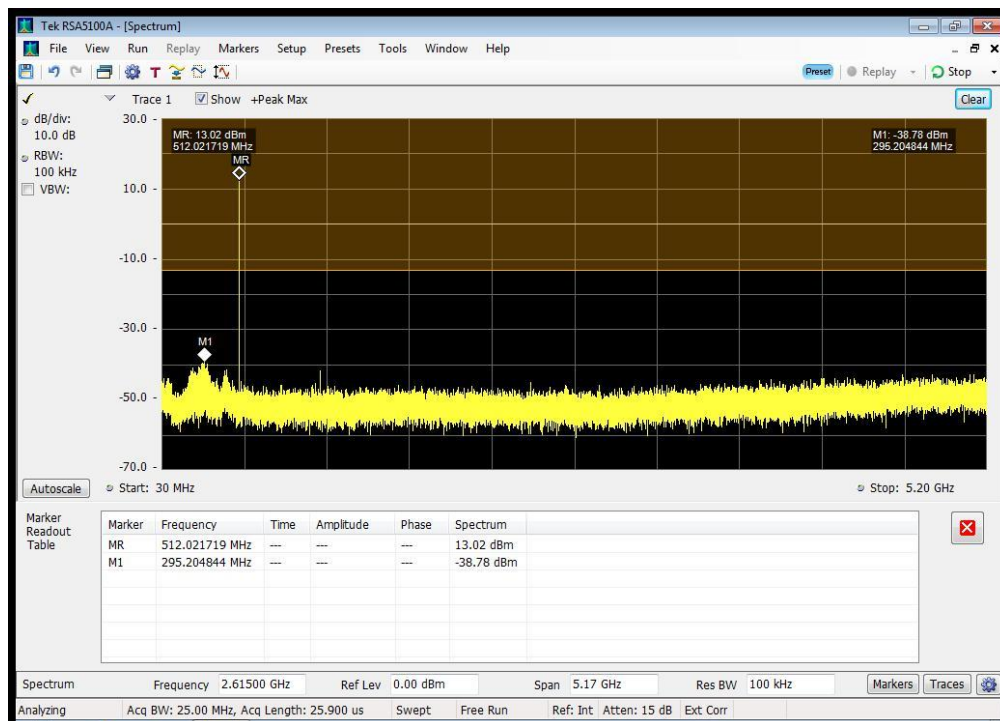 Tek RSA5100A - [Spectrum]
File View Run Replay Markers Setup Presets Tools Window Help
T Preset Replay Stop
Trace 1 Show +Peak Max Clear
dB/div:
10.0 dB
RBW:
100 kHz
VBW:
30.0
10.0
-10.0
-30.0
-50.0
-70.0
MR: 13.02 dBm
512.021719 MHz
MR
M1: -38.78 dBm
295.204844 MHz
M1
Autoscale Start: 30 MHz Stop: 5.20 GHz
Marker
Readout
Table
Marker Frequency Time Amplitude Phase Spectrum
MR 512.021719 MHz --- --- --- 13.02 dBm
M1 295.204844 MHz --- --- --- -38.78 dBm
Spectrum Frequency 2.61500 GHz Ref Lev 0.00 dBm Span 5.17 GHz Res BW 100 kHz Markers Traces
Analyzing Acq BW: 25.00 MHz, Acq Length: 25.900 us Swept Free Run Ref: Int Atten: 15 dB Ext Corr